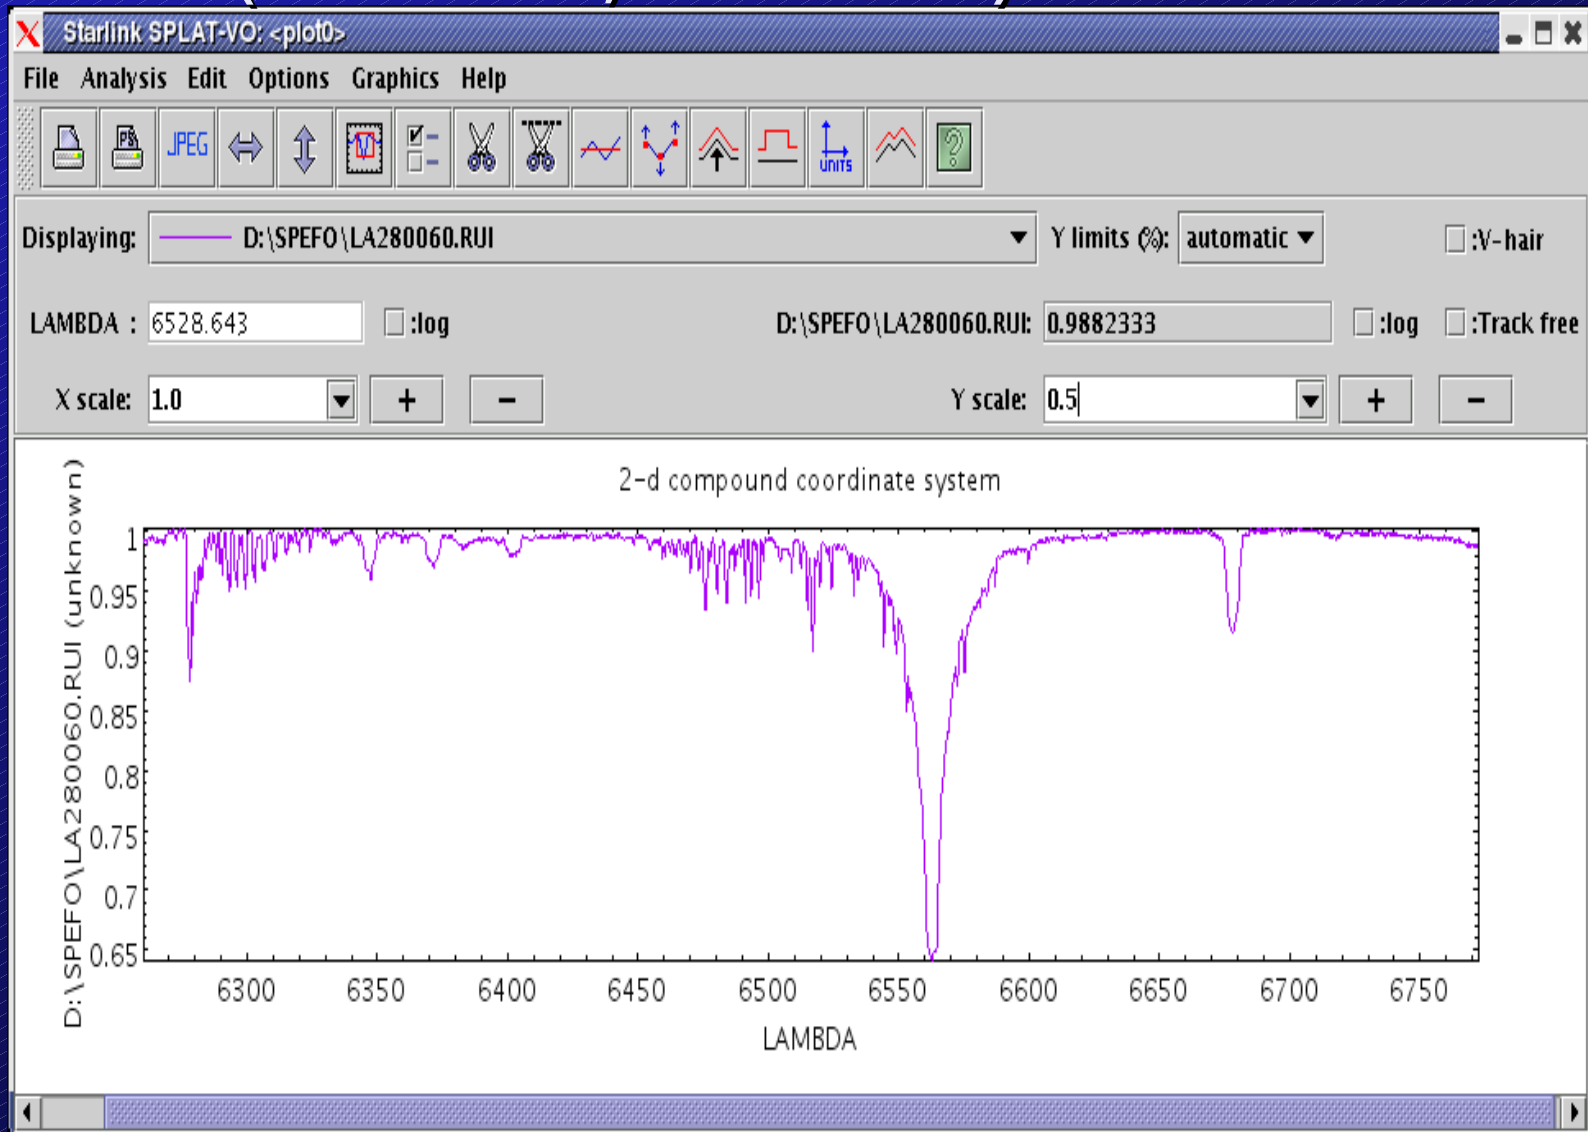 Starlink SPLAT-VO: <plot0>
File Analysis Edit Options Graphics Help
PS JPEG UNITS ?
Displaying: D:\SPEFO\LA280060.RUI Y limits (%): automatic :V-hair
LAMBDA : 6528.643 :log D:\SPEFO\LA280060.RUI: 0.9882333 :log :Track free
X scale: 1.0 + - Y scale: 0.5 + -
2-d compound coordinate system
D:\SPEFO\LA280060.RUI (unknown)
1
0.95
0.9
0.85
0.8
0.75
0.7
0.65
6300 6350 6400 6450 6500 6550 6600 6650 6700 6750
LAMBDA